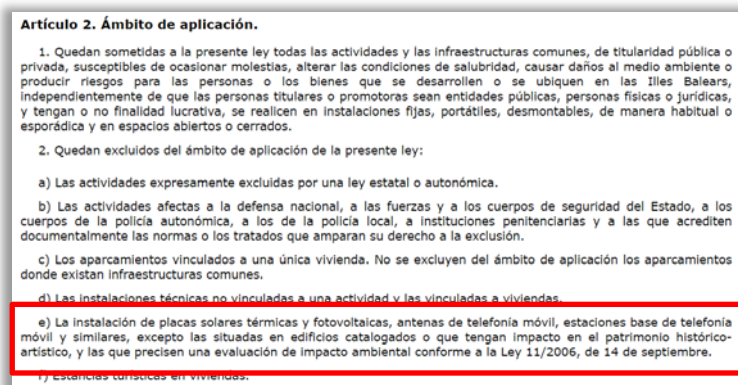 Artículo 2. Ámbito de aplicación.
1. Quedan sometidas a la presente ley todas las actividades y las infraestructuras comunes, de titularidad pública o
privada, susceptibles de ocasionar molestias, alterar las condiciones de salubridad, causar daños al medio ambiente o
producir riesgos para las personas o los bienes que se desarrollen o se ubiquen en las Illes Balears,
independientemente de que las personas titulares o promotoras sean entidades públicas, personas físicas o jurídicas,
y tengan o no finalidad lucrativa, se realicen en instalaciones fijas, portátiles, desmontables, de manera habitual o
esporádica y en espacios abiertos o cerrados.
2. Quedan excluidos del ámbito de aplicación de la presente ley:
a) Las actividades expresamente excluidas por una ley estatal o autonómica.
b) Las actividades afectas a la defensa nacional, a las fuerzas y a los cuerpos de seguridad del Estado, a los
cuerpos de la policía autonómica, a los de la policía local, a instituciones penitenciarias y a las que acrediten
documentalmente las normas o los tratados que amparan su derecho a la exclusión.
c) Los aparcamientos vinculados a una única vivienda. No se excluyen del ámbito de aplicación los aparcamientos
donde existan infraestructuras comunes.
d) Las instalaciones técnicas no vinculadas a una actividad y las vinculadas a viviendas.
e) La instalación de placas solares térmicas y fotovoltaicas, antenas de telefonía móvil, estaciones base de telefonía
móvil y similares, excepto las situadas en edificios catalogados o que tengan impacto en el patrimonio histórico-
artístico, y las que precisen una evaluación de impacto ambiental conforme a la Ley 11/2006, de 14 de septiembre.
f) Estancias turísticas en viviendas.